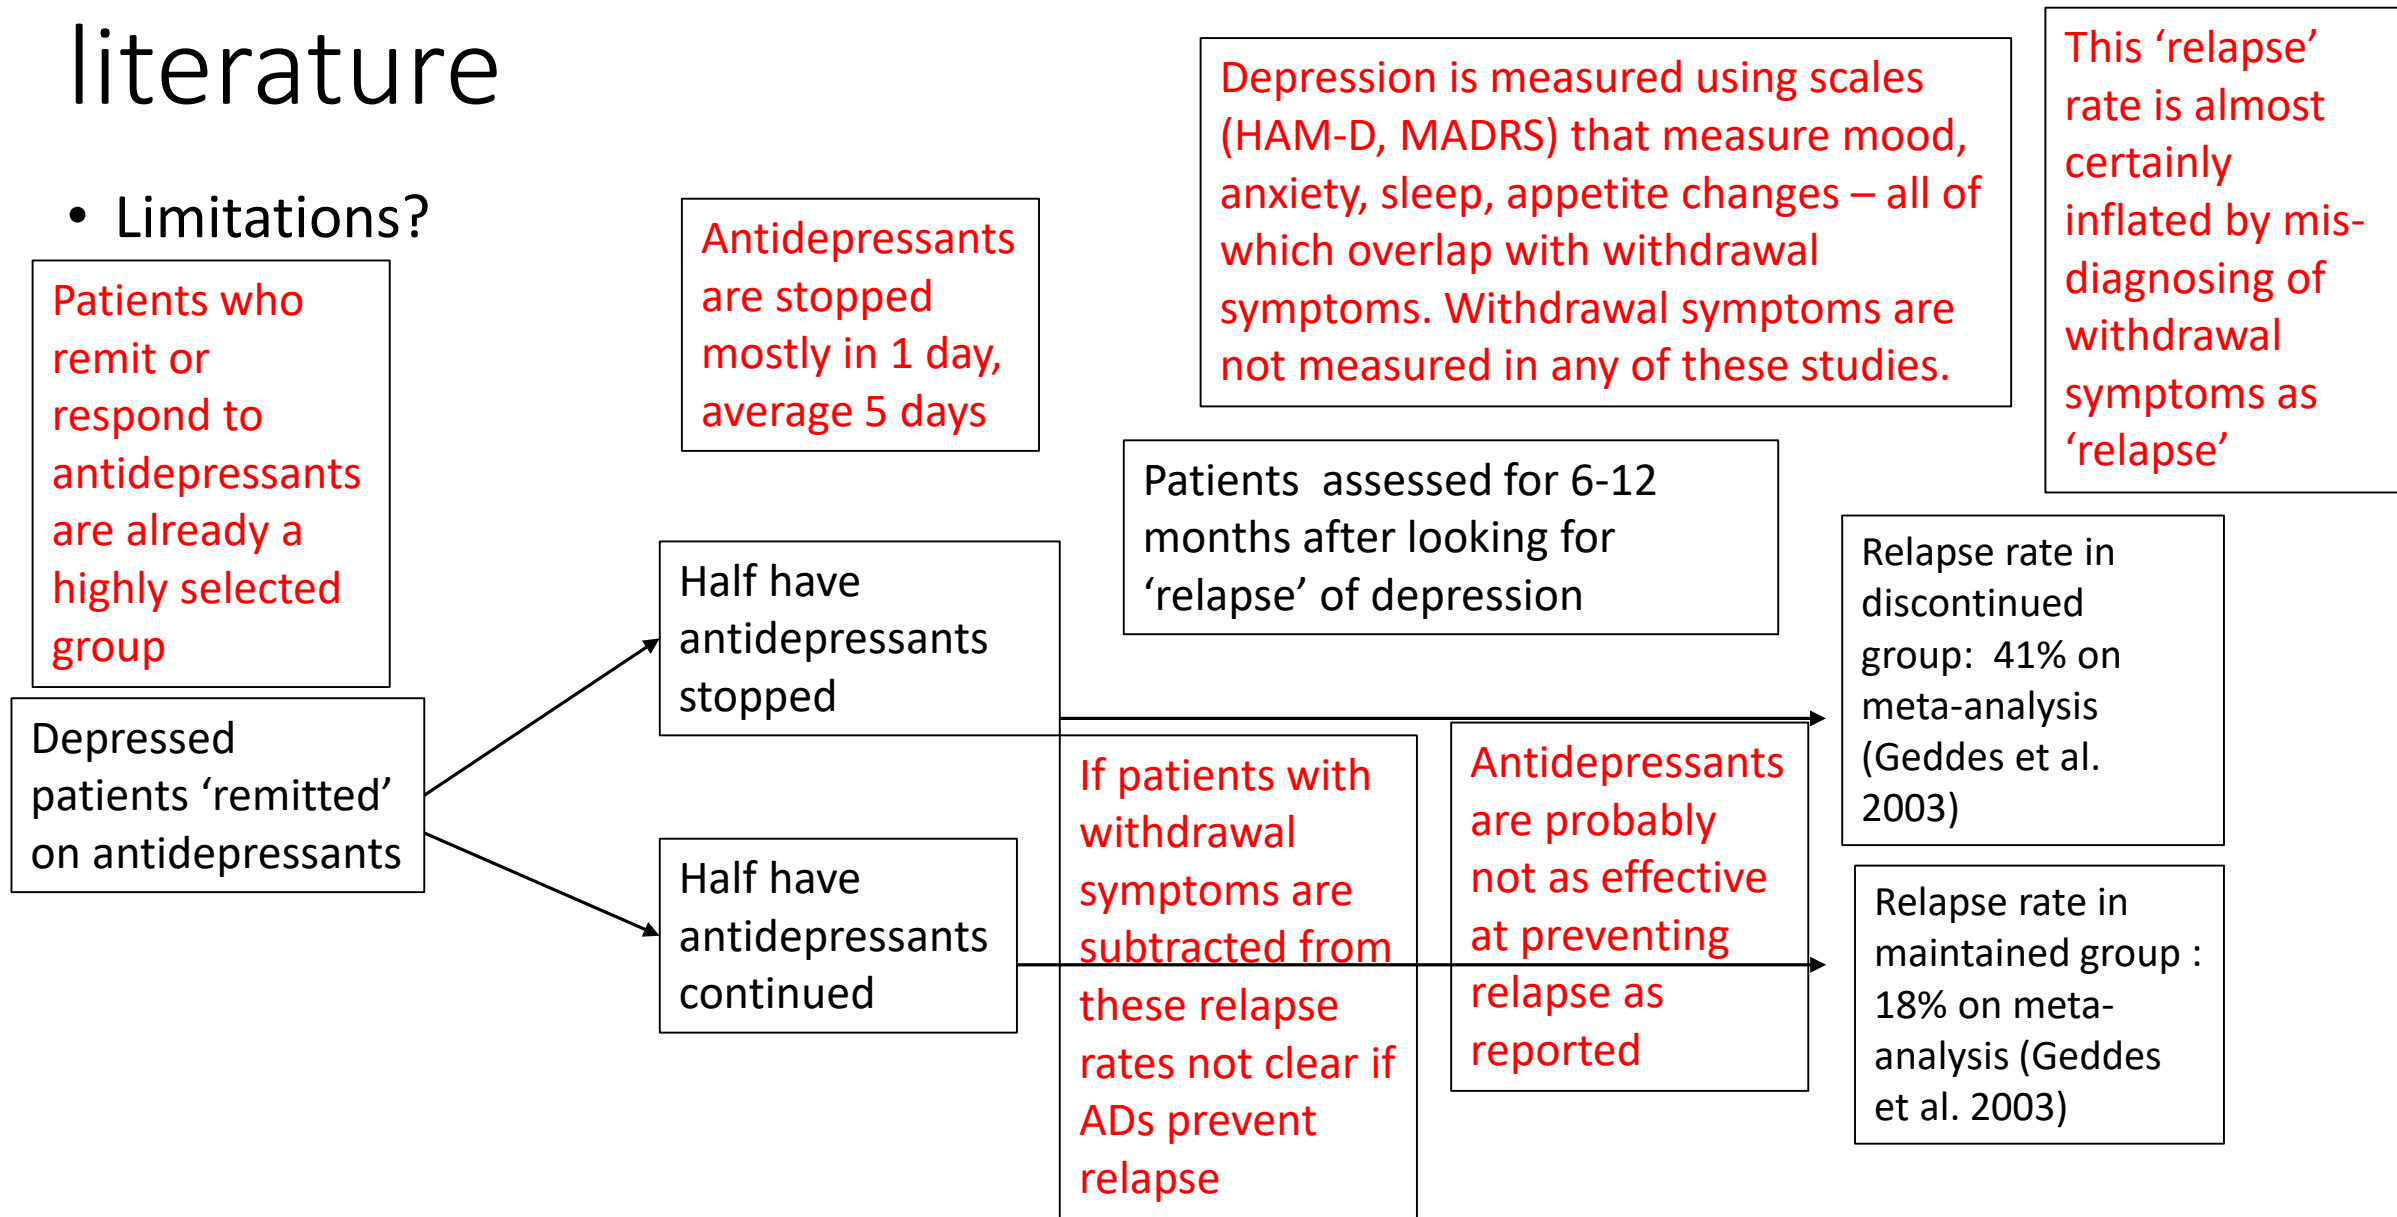 literature
• Limitations?
Patients who
remit or
respond to
antidepressants
are already a
highly selected
group
Antidepressants
are stopped
mostly in 1 day,
average 5 days
Depression is measured using scales
(HAM-D, MADRS) that measure mood,
anxiety, sleep, appetite changes – all of
which overlap with withdrawal
symptoms. Withdrawal symptoms are
not measured in any of these studies.
This ‘relapse’
rate is almost
certainly
inflated by mis-
diagnosing of
withdrawal
symptoms as
‘relapse’
Patients  assessed for 6-12
months after looking for
‘relapse’ of depression
Depressed
patients ‘remitted’
on antidepressants
Half have
antidepressants
stopped
Half have
antidepressants
continued
If patients with
withdrawal
symptoms are
subtracted from
these relapse
rates not clear if
ADs prevent
relapse
Antidepressants
are probably
not as effective
at preventing
relapse as
reported
Relapse rate in
discontinued
group:  41% on
meta-analysis
(Geddes et al.
2003)
Relapse rate in
maintained group :
18% on meta-
analysis (Geddes
et al. 2003)